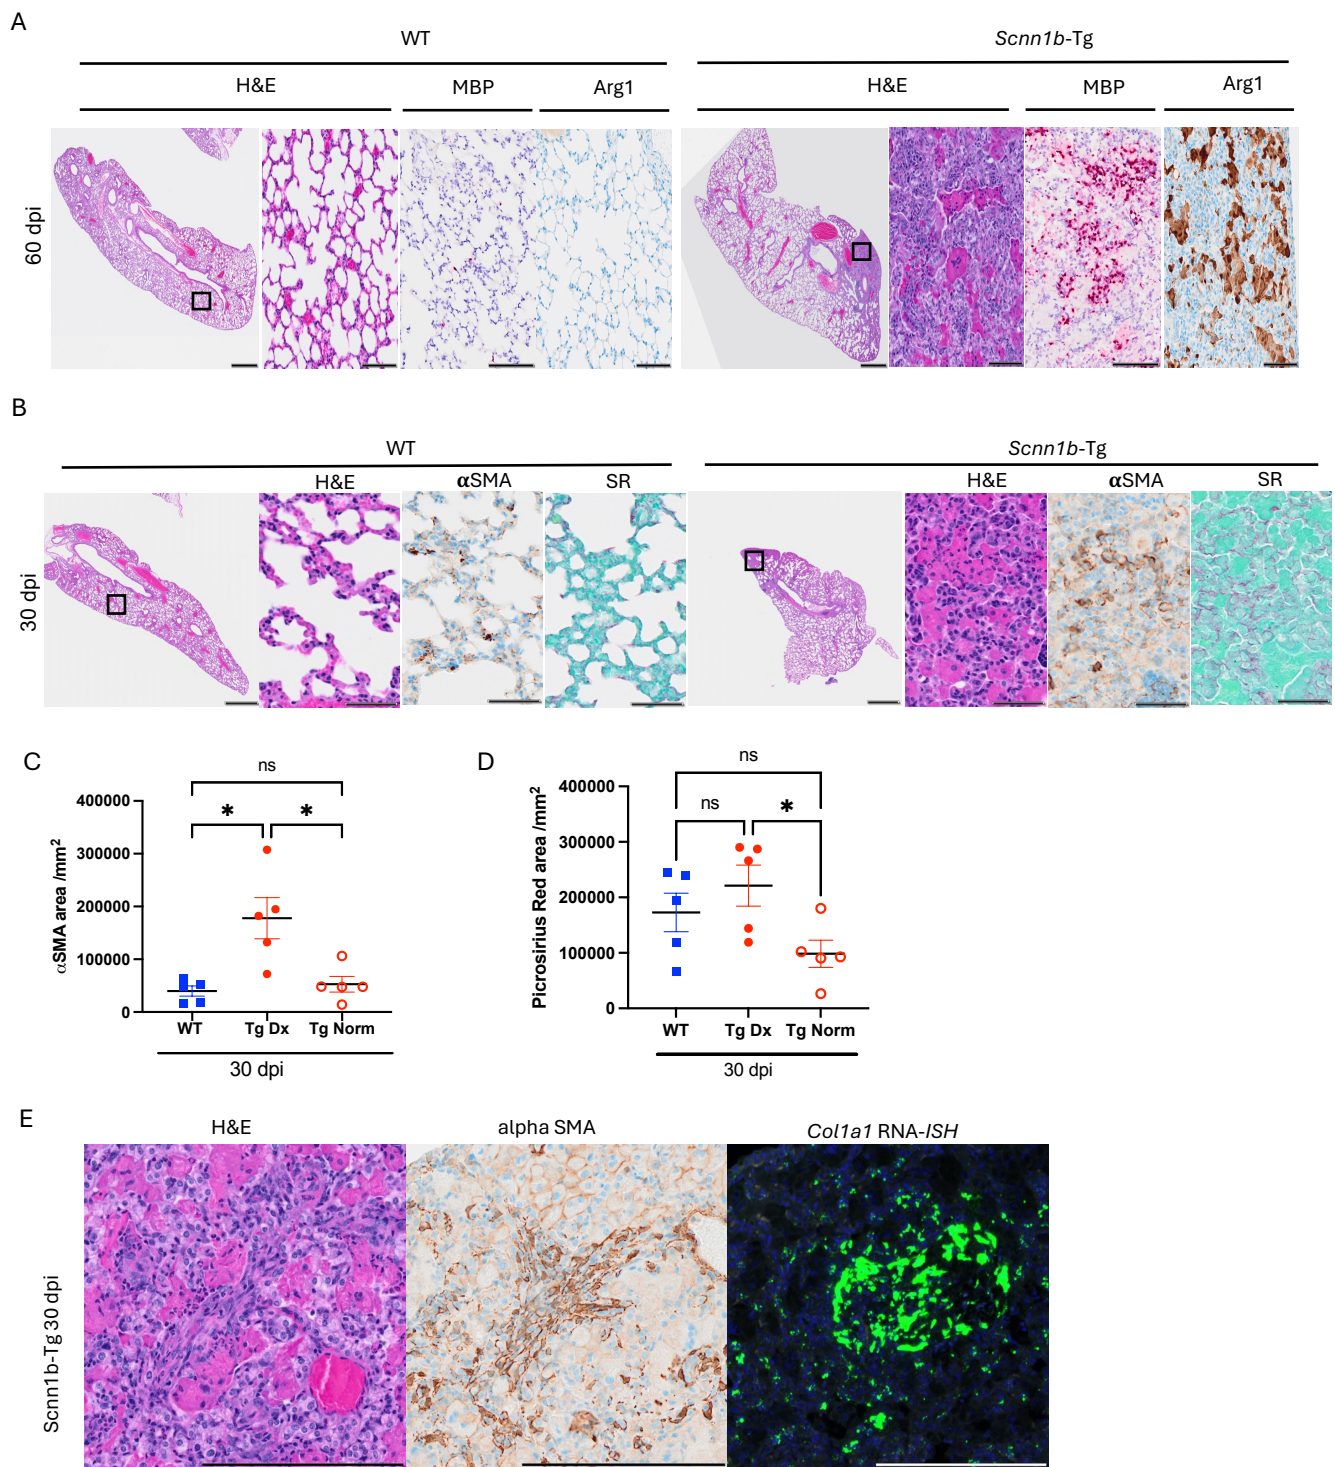 A
WT
Scnn1b-Tg
H&E
MBP
Arg1
H&E
MBP
Arg1
60 dpi
B
WT
Scnn1b-Tg
H&E
αSMA
SR
H&E
αSMA
SR
30 dpi
C
ns
*
*
αSMA area /mm²
400000
300000
200000
100000
0
WT
Tg Dx
Tg Norm
30 dpi
D
ns
ns
*
Picrosirius Red area /mm²
400000
300000
200000
100000
0
WT
Tg Dx
Tg Norm
30 dpi
E
H&E
alpha SMA
Col1a1 RNA-ISH
Scnn1b-Tg 30 dpi